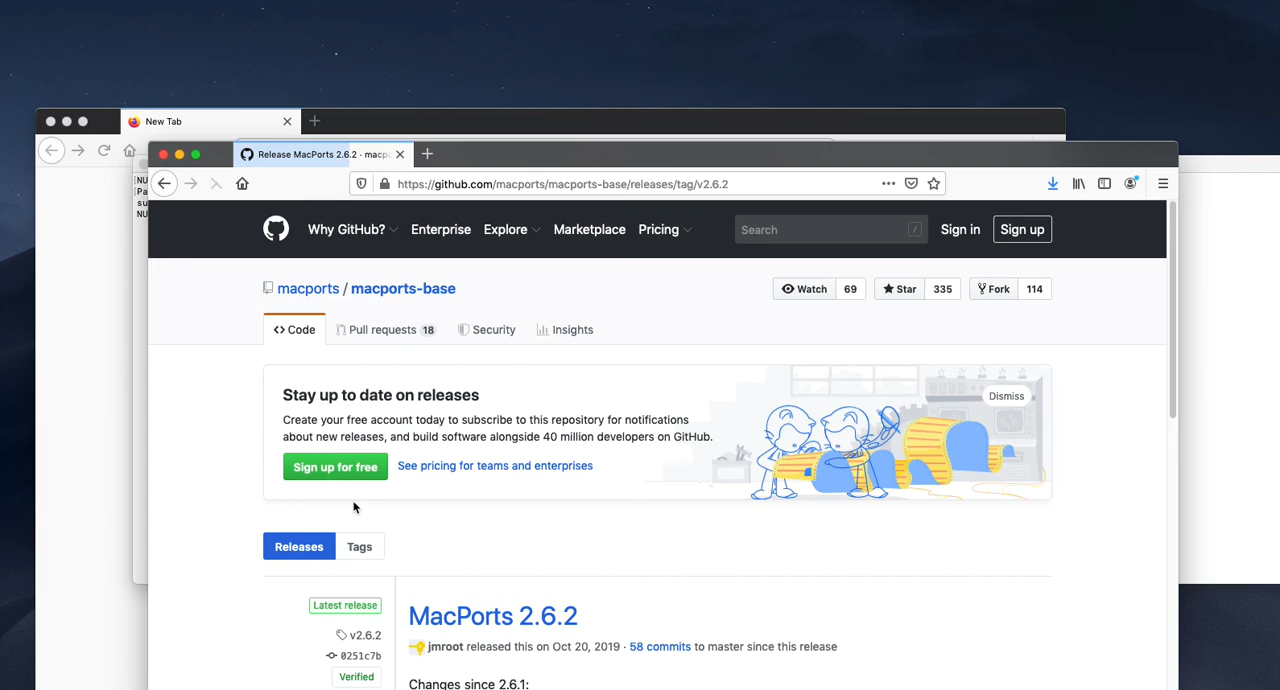 New Tab
Release MacPorts 2.6.2 · macpo
https://github.com/macports/macports-base/releases/tag/v2.6.2
[NU
[Pa
su
NU
Why GitHub?
Enterprise
Explore
Marketplace
Pricing
Search
/
Sign in
Sign up
macports / macports-base
Watch 69
Star 335
Fork 114
Code
Pull requests 18
Security
Insights
Stay up to date on releases
Dismiss
Create your free account today to subscribe to this repository for notifications
about new releases, and build software alongside 40 million developers on GitHub.
Sign up for free
See pricing for teams and enterprises
Releases
Tags
Latest release
v2.6.2
0251c7b
Verified
MacPorts 2.6.2
jmroot released this on Oct 20, 2019 · 58 commits to master since this release
Changes since 2.6.1: